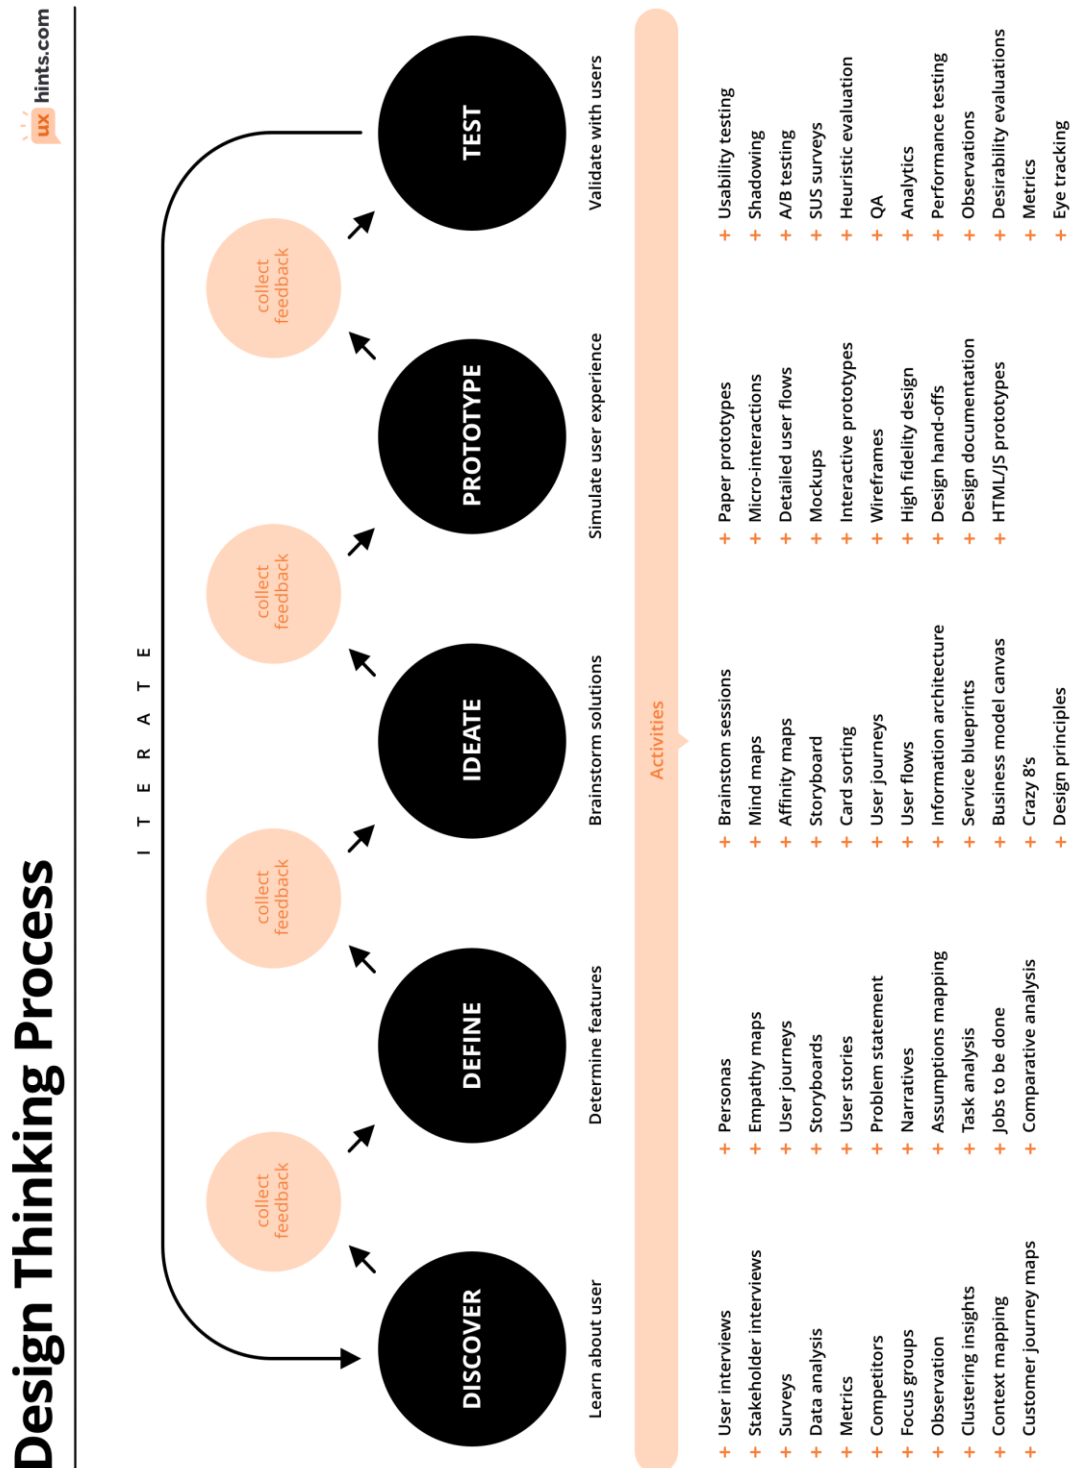 Design Thinking Process
ux hints.com
ITERATE
collect
feedback
collect
feedback
collect
feedback
collect
feedback
DISCOVER
DEFINE
IDEATE
PROTOTYPE
TEST
Learn about user
Determine features
Brainstorm solutions
Simulate user experience
Validate with users
Activities
+ User interviews
+ Stakeholder interviews
+ Surveys
+ Data analysis
+ Metrics
+ Competitors
+ Focus groups
+ Observation
+ Clustering insights
+ Context mapping
+ Customer journey maps
+ Personas
+ Empathy maps
+ User journeys
+ Storyboards
+ User stories
+ Problem statement
+ Narratives
+ Assumptions mapping
+ Task analysis
+ Jobs to be done
+ Comparative analysis
+ Brainstom sessions
+ Mind maps
+ Affinity maps
+ Storyboard
+ Card sorting
+ User journeys
+ User flows
+ Information architecture
+ Service blueprints
+ Business model canvas
+ Crazy 8's
+ Design principles
+ Paper prototypes
+ Micro-interactions
+ Detailed user flows
+ Mockups
+ Interactive prototypes
+ Wireframes
+ High fidelity design
+ Design hand-offs
+ Design documentation
+ HTML/JS prototypes
+ Usability testing
+ Shadowing
+ A/B testing
+ SUS surveys
+ Heuristic evaluation
+ QA
+ Analytics
+ Performance testing
+ Observations
+ Desirability evaluations
+ Metrics
+ Eye tracking